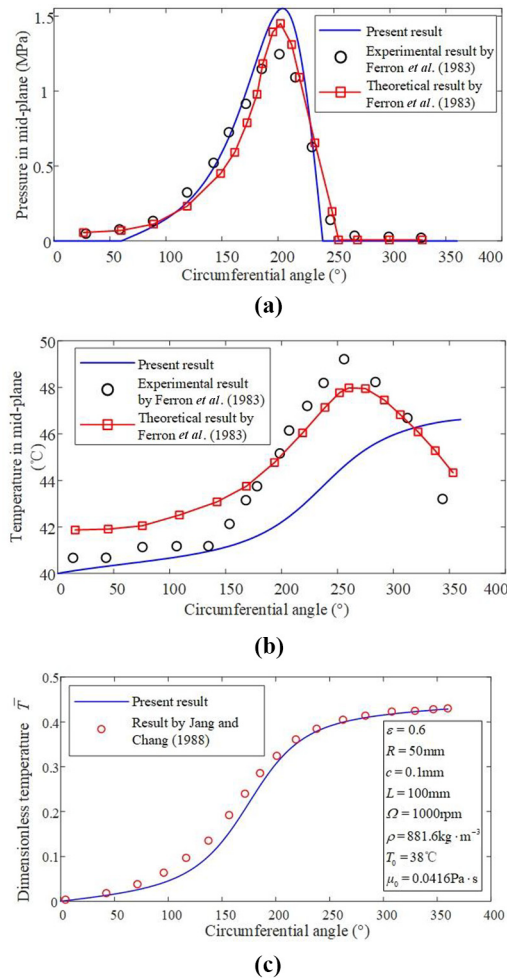 1.5
1
0.5
0
Pressure in mid-plane (MPa)
Present result
Experimental result by
Ferron et al. (1983)
Theoretical result by
Ferron et al. (1983)
0 50 100 150 200 250 300 350 400
Circumferential angle (°)
(a)
50
48
46
44
42
40
Temperature in mid-plane
(℃)
Present result
Experimental result
by Ferron et al. (1983)
Theoretical result by
Ferron et al. (1983)
0 50 100 150 200 250 300 350 400
Circumferential angle (°)
(b)
0.5
0.4
0.3
0.2
0.1
0
Dimensionless temperature T̅
Present result
Result by Jang and
Chang (1988)
ε = 0.6
R = 50mm
c = 0.1mm
L = 100mm
Ω = 1000rpm
ρ = 881.6kg·m⁻³
T₀ = 38℃
μ₀ = 0.0416Pa·s
0 50 100 150 200 250 300 350 400
Circumferential angle (°)
(c)